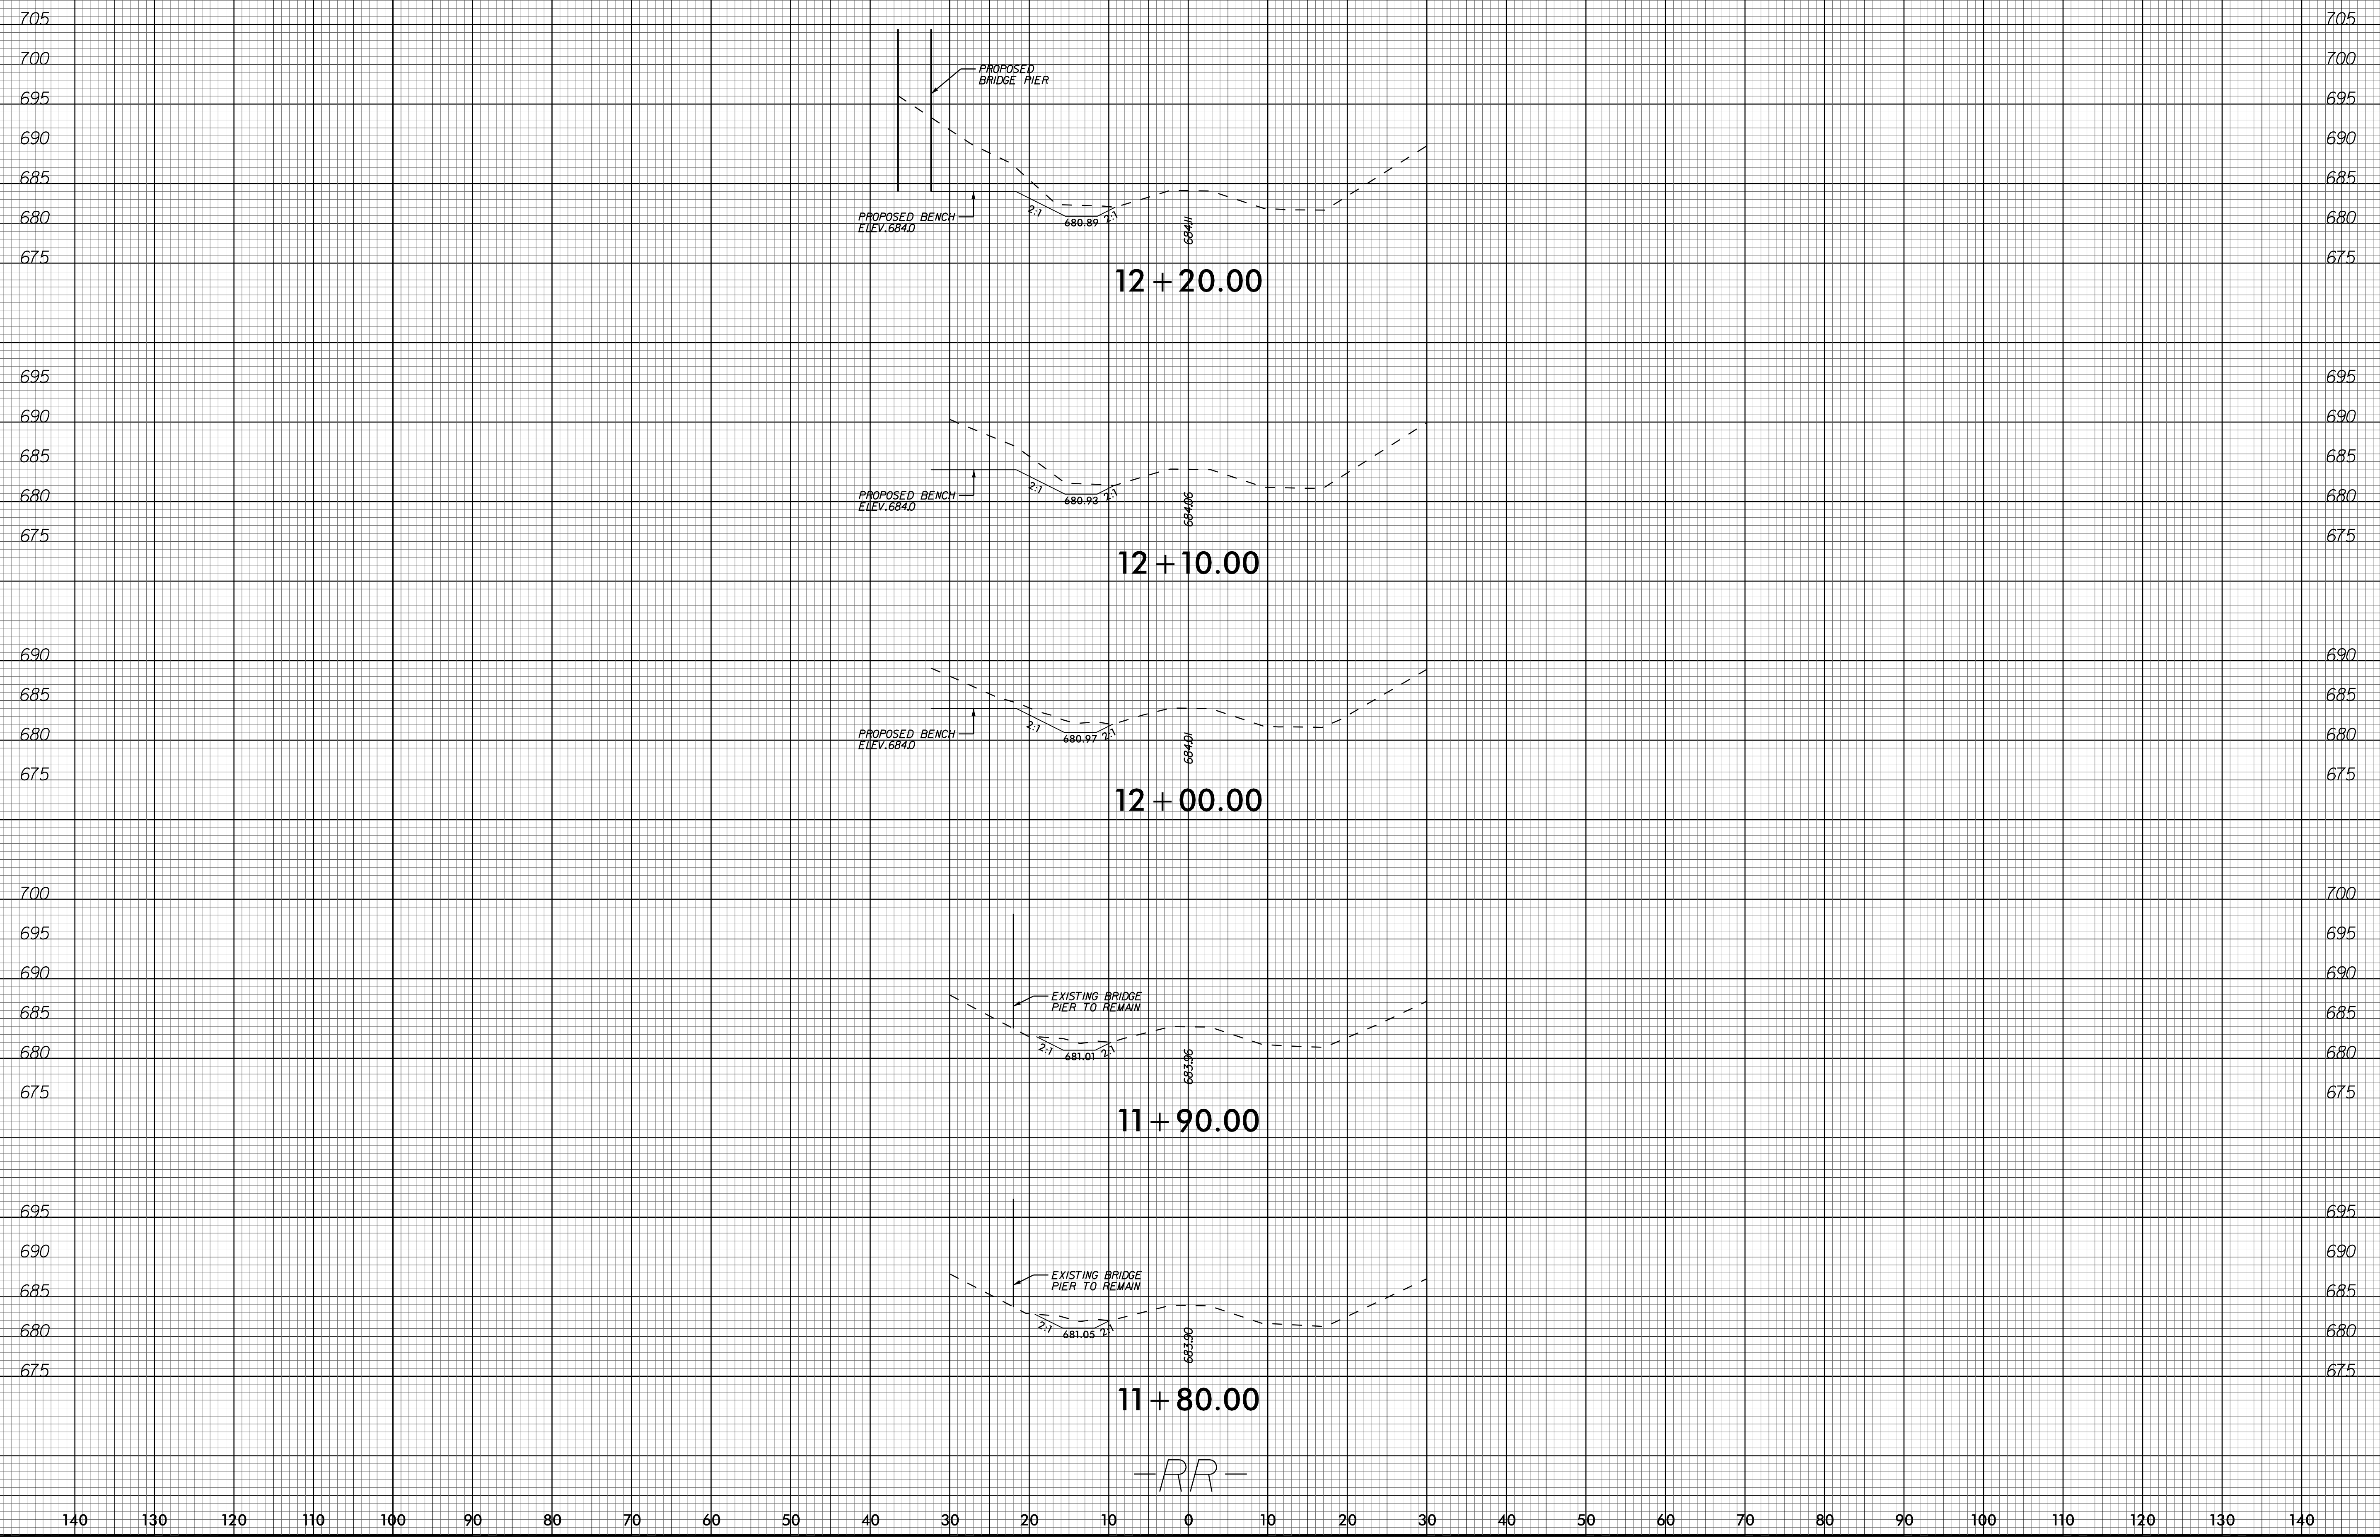 705 705
700 700
PROPOSED
BRIDGE PIER
695 695
690 690
685 685
PROPOSED BENCH
ELEV. 684.0
2:1 680.89 2:1
684.11
680 680
675 675
12+20.00
695 695
690 690
685 685
PROPOSED BENCH
ELEV. 684.0
2:1 680.93 2:1
684.06
680 680
675 675
12+10.00
690 690
685 685
PROPOSED BENCH
ELEV. 684.0
2:1 680.97 2:1
684.01
680 680
675 675
12+00.00
700 700
695 695
690 690
EXISTING BRIDGE
PIER TO REMAIN
685 685
2:1 681.01 2:1
683.96
680 680
675 675
11+90.00
695 695
690 690
EXISTING BRIDGE
PIER TO REMAIN
685 685
2:1 681.05 2:1
683.90
680 680
675 675
11+80.00
-RR-
140 130 120 110 100 90 80 70 60 50 40 30 20 10 0 10 20 30 40 50 60 70 80 90 100 110 120 130 140